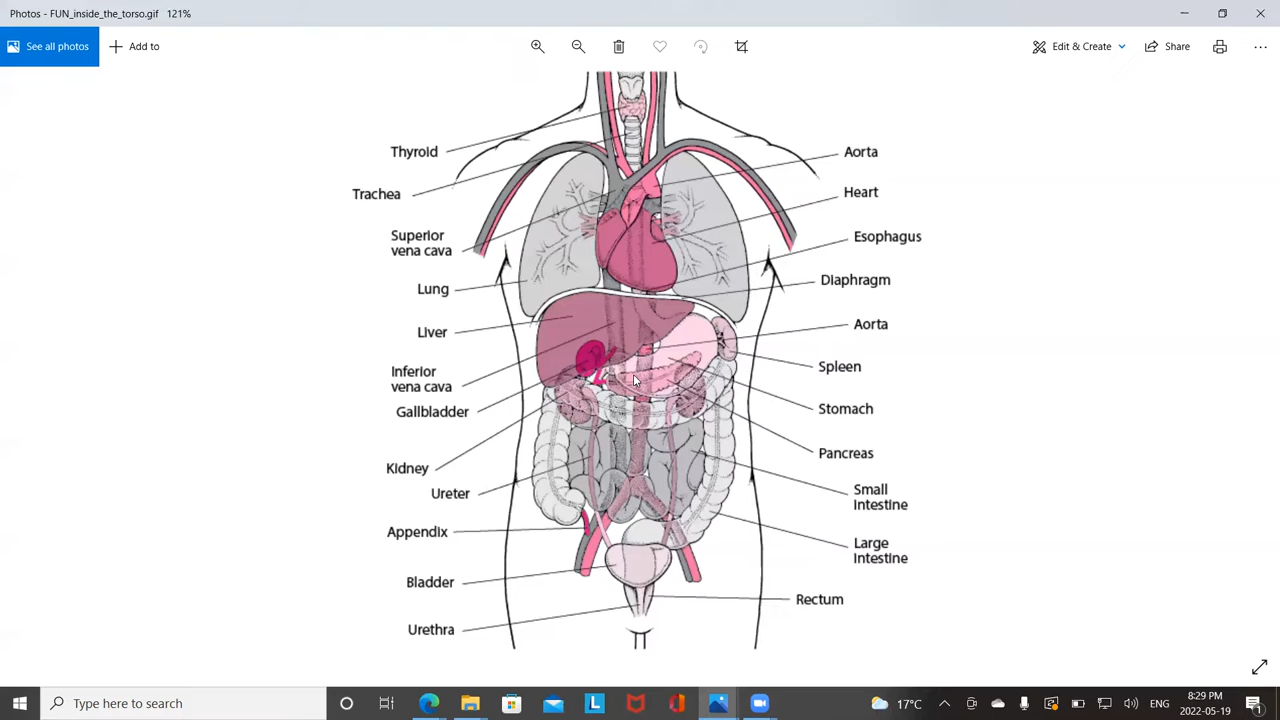 Photos - FUN_inside_the_torso.gif 121%
See all photos
Add to
Edit & Create
Share
Thyroid
Trachea
Superior
vena cava
Lung
Liver
Inferior
vena cava
Gallbladder
Kidney
Ureter
Appendix
Bladder
Urethra
Aorta
Heart
Esophagus
Diaphragm
Aorta
Spleen
Stomach
Pancreas
Small
Intestine
Large
Intestine
Rectum
Type here to search
L
17°C
ENG
8:29 PM
2022-05-19
1